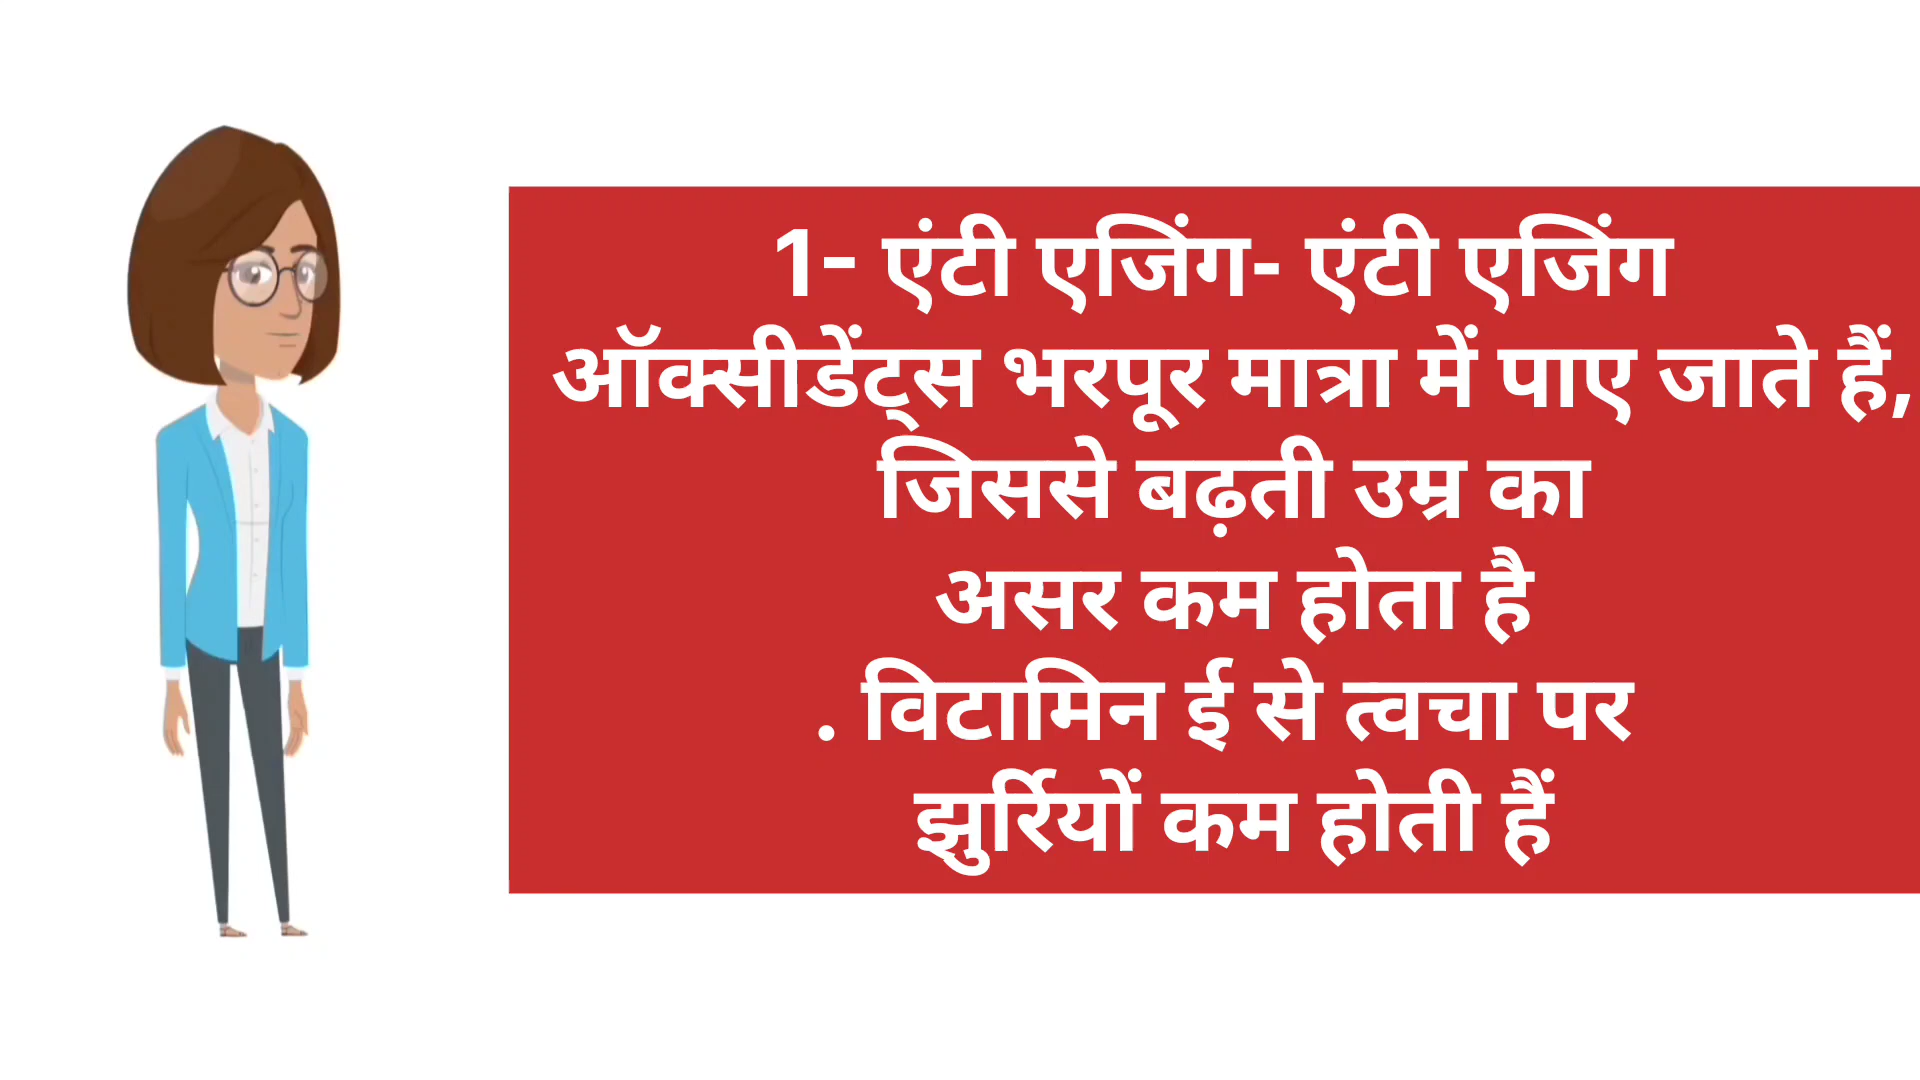 1- एंटी एजिंग- एंटी एजिंग
ऑक्सीडेंट्स भरपूर मात्रा में पाए जाते हैं,
जिससे बढ़ती उम्र का
असर कम होता है
. विटामिन ई से त्वचा पर
झुर्रियों कम होती हैं